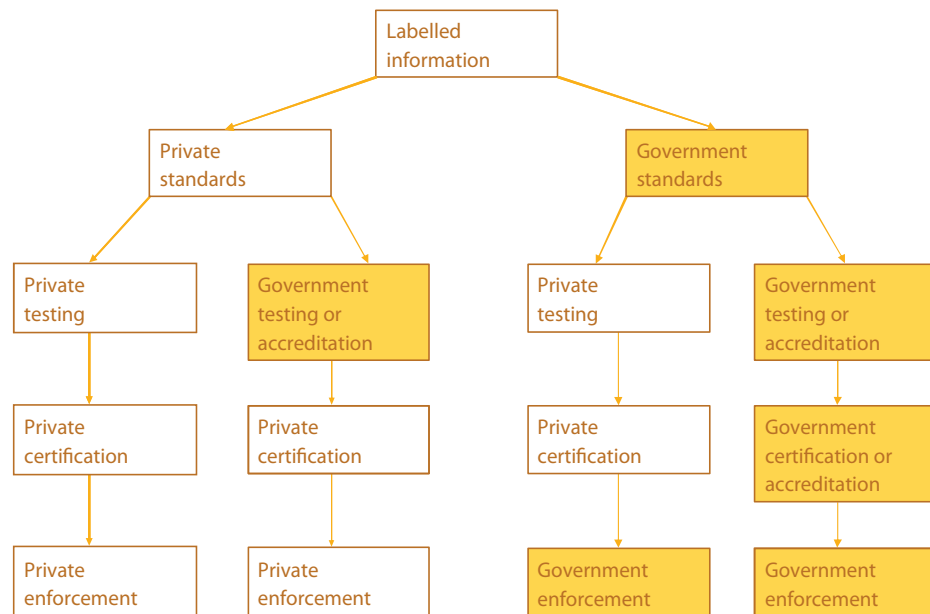 Labelled
information
Private
standards
Government
standards
Private
testing
Government
testing or
accreditation
Private
testing
Government
testing or
accreditation
Private
certification
Private
certification
Private
certification
Government
certification or
accreditation
Private
enforcement
Private
enforcement
Government
enforcement
Government
enforcement